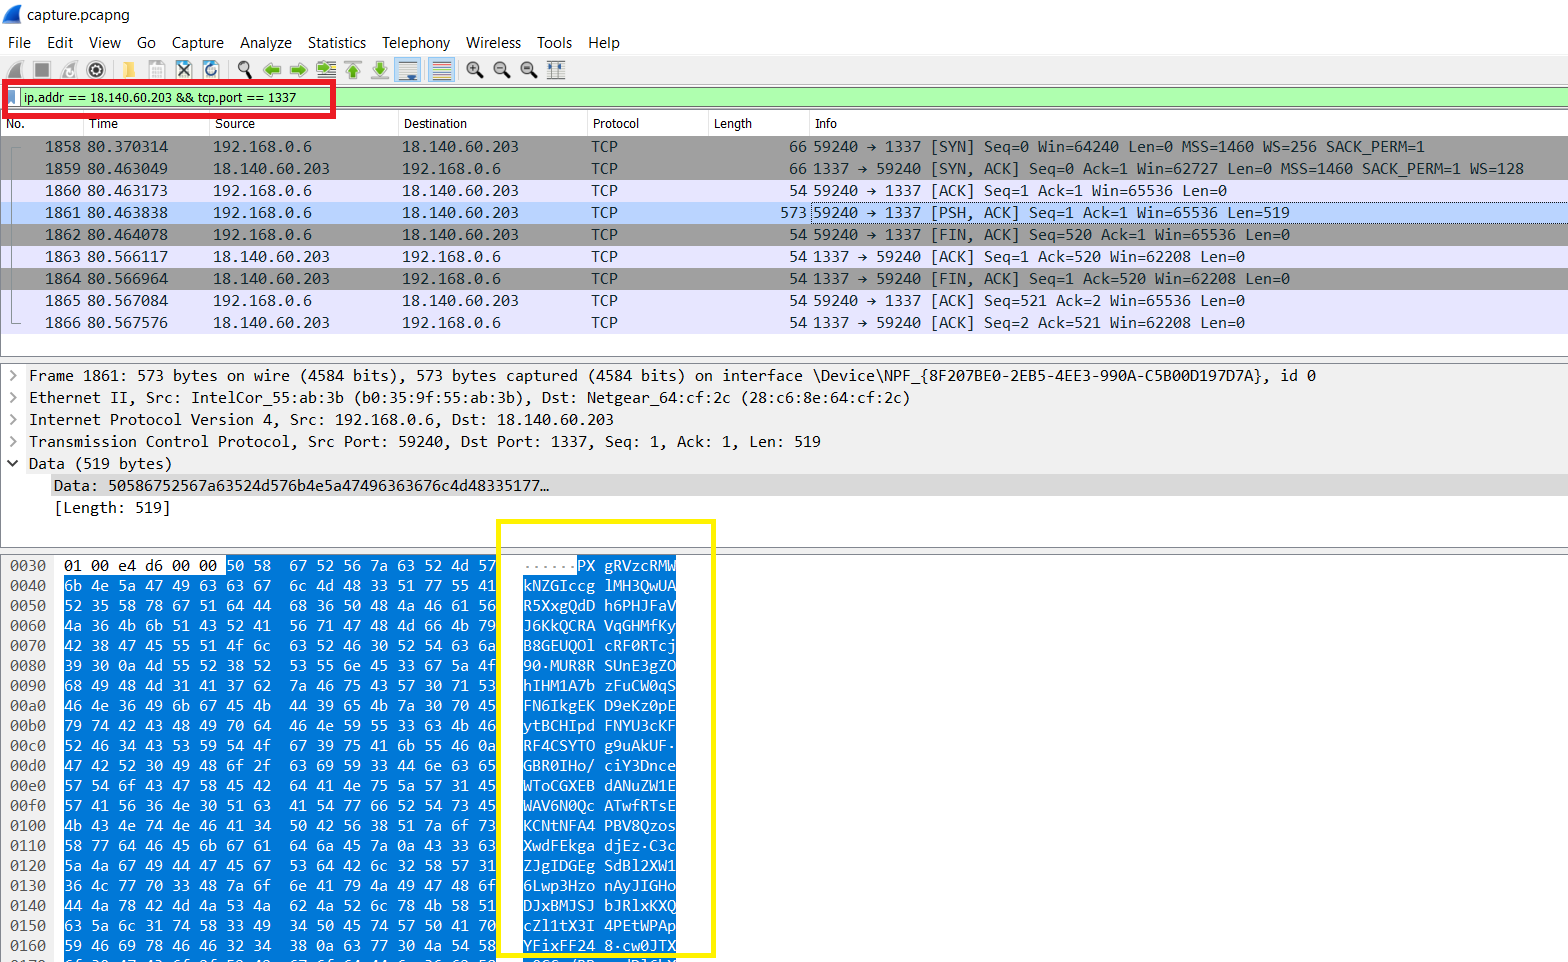 capture.pcapng
File Edit View Go Capture Analyze Statistics Telephony Wireless Tools Help
ip.addr == 18.140.60.203 && tcp.port == 1337
No. Time Source Destination Protocol Length Info
1858 80.370314 192.168.0.6 18.140.60.203 TCP 66 59240 → 1337 [SYN] Seq=0 Win=64240 Len=0 MSS=1460 WS=256 SACK_PERM=1
1859 80.463049 18.140.60.203 192.168.0.6 TCP 66 1337 → 59240 [SYN, ACK] Seq=0 Ack=1 Win=62727 Len=0 MSS=1460 SACK_PERM=1 WS=128
1860 80.463173 192.168.0.6 18.140.60.203 TCP 54 59240 → 1337 [ACK] Seq=1 Ack=1 Win=65536 Len=0
1861 80.463838 192.168.0.6 18.140.60.203 TCP 573 59240 → 1337 [PSH, ACK] Seq=1 Ack=1 Win=65536 Len=519
1862 80.464078 192.168.0.6 18.140.60.203 TCP 54 59240 → 1337 [FIN, ACK] Seq=520 Ack=1 Win=65536 Len=0
1863 80.566117 18.140.60.203 192.168.0.6 TCP 54 1337 → 59240 [ACK] Seq=1 Ack=520 Win=62208 Len=0
1864 80.566964 18.140.60.203 192.168.0.6 TCP 54 1337 → 59240 [FIN, ACK] Seq=1 Ack=520 Win=62208 Len=0
1865 80.567084 192.168.0.6 18.140.60.203 TCP 54 59240 → 1337 [ACK] Seq=521 Ack=2 Win=65536 Len=0
1866 80.567576 18.140.60.203 192.168.0.6 TCP 54 1337 → 59240 [ACK] Seq=2 Ack=521 Win=62208 Len=0
Frame 1861: 573 bytes on wire (4584 bits), 573 bytes captured (4584 bits) on interface \Device\NPF_{8F207BE0-2EB5-4EE3-990A-C5B00D197D7A}, id 0
Ethernet II, Src: IntelCor_55:ab:3b (b0:35:9f:55:ab:3b), Dst: Netgear_64:cf:2c (28:c6:8e:64:cf:2c)
Internet Protocol Version 4, Src: 192.168.0.6, Dst: 18.140.60.203
Transmission Control Protocol, Src Port: 59240, Dst Port: 1337, Seq: 1, Ack: 1, Len: 519
Data (519 bytes)
Data: 50586752567a63524d576b4e5a47496363676c4d48335177…
[Length: 519]
0030 01 00 e4 d6 00 00 50 58 67 52 56 7a 63 52 4d 57 ······PX gRVzcRMW
0040 6b 4e 5a 47 49 63 63 67 6c 4d 48 33 51 77 55 41 kNZGIccg lMH3QwUA
0050 52 35 58 78 67 51 64 44 68 36 50 48 4a 46 61 56 R5XxgQdD h6PHJFaV
0060 4a 36 4b 6b 51 43 52 41 56 71 47 48 4d 66 4b 79 J6KkQCRA VqGHMfKy
0070 42 38 47 45 55 51 4f 6c 63 52 46 30 52 54 63 6a B8GEUQOl cRF0RTcj
0080 39 30 0a 4d 55 52 38 52 53 55 6e 45 33 67 5a 4f 90·MUR8R SUnE3gZO
0090 68 49 48 4d 31 41 37 62 7a 46 75 43 57 30 71 53 hIHM1A7b zFuCW0qS
00a0 46 4e 36 49 6b 67 45 4b 44 39 65 4b 7a 30 70 45 FN6IkgEK D9eKz0pE
00b0 79 74 42 43 48 49 70 64 46 4e 59 55 33 63 4b 46 ytBCHIpd FNYU3cKF
00c0 52 46 34 43 53 59 54 4f 67 39 75 41 6b 55 46 0a RF4CSYTO g9uAkUF·
00d0 47 42 52 30 49 48 6f 2f 63 69 59 33 44 6e 63 65 GBR0IHo/ ciY3Dnce
00e0 57 54 6f 43 47 58 45 42 64 41 4e 75 5a 57 31 45 WToCGXEB dANuZW1E
00f0 57 41 56 36 4e 30 51 63 41 54 77 66 52 54 73 45 WAV6N0Qc ATwfRTsE
0100 4b 43 4e 74 4e 46 41 34 50 42 56 38 51 7a 6f 73 KCNtNFA4 PBV8Qzos
0110 58 77 64 46 45 6b 67 61 64 6a 45 7a 0a 43 33 63 XwdFEkga djEz·C3c
0120 5a 4a 67 49 44 47 45 67 53 64 42 6c 32 58 57 31 ZJgIDGEg SdBl2XW1
0130 36 4c 77 70 33 48 7a 6f 6e 41 79 4a 49 47 48 6f 6Lwp3Hzo nAyJIGHo
0140 44 4a 78 42 4d 4a 53 4a 62 4a 52 6c 78 4b 58 51 DJxBMJSJ bJRlxKXQ
0150 63 5a 6c 31 74 58 33 49 34 50 45 74 57 50 41 70 cZl1tX3I 4PEtWPAp
0160 59 46 69 78 46 46 32 34 38 0a 63 77 30 4a 54 58 YFixFF24 8·cw0JTX